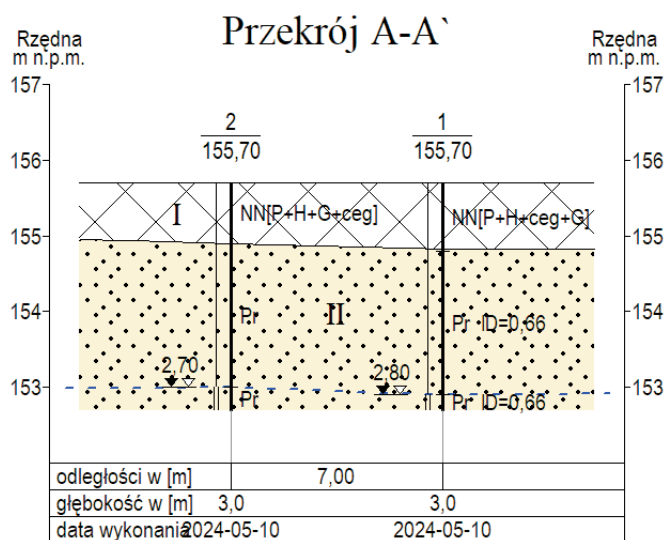 Przekrój A-A`
Rzędna
m n.p.m.
Rzędna
m n.p.m.
157
157
2
1
156
155,70
155,70
156
I
NN[P+H+G+ceg]
NN[P+H+ceg+G]
155
155
154
Pr
II
Pr ID=0,66
154
2,70
2,80
153
153
Pr
Pr ID=0,66
odległości w [m] 7,00
głębokość w [m] 3,0 3,0
data wykonania 2024-05-10 2024-05-10